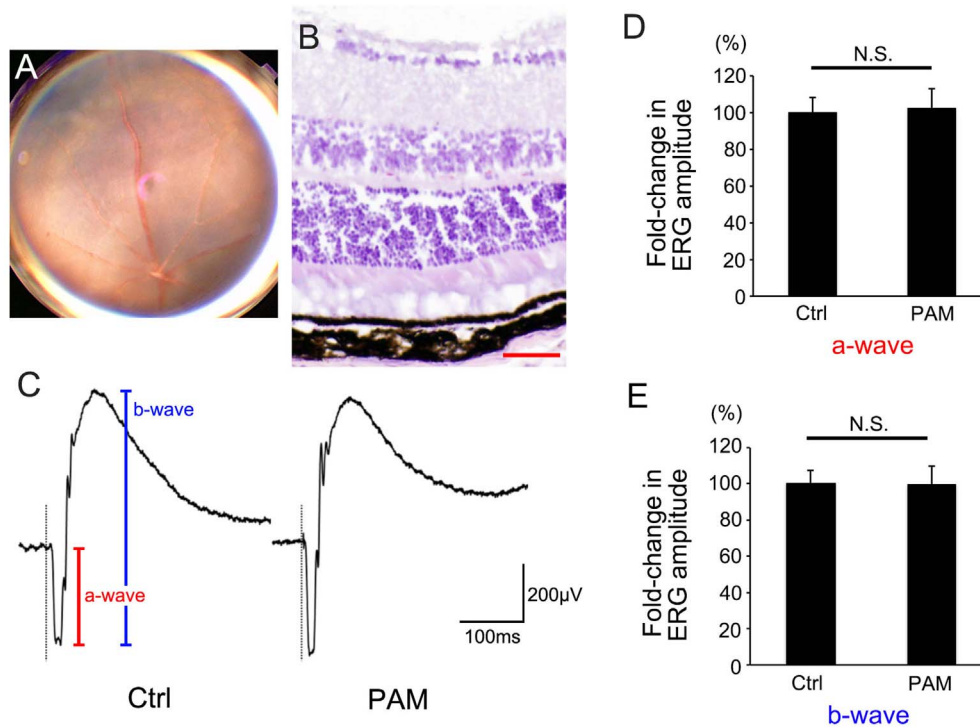 A
B
C
b-wave
a-wave
200μV
100ms
Ctrl
PAM
D
(%)
N.S.
Fold-change in
ERG amplitude
120
100
80
60
40
20
0
Ctrl
PAM
a-wave
E
(%)
N.S.
Fold-change in
ERG amplitude
120
100
80
60
40
20
0
Ctrl
PAM
b-wave